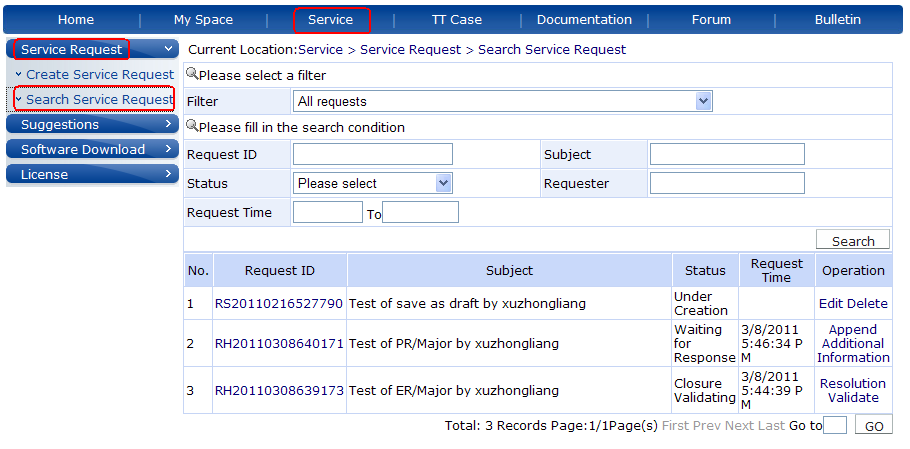 Home My Space Service TT Case Documentation Forum Bulletin
Service Request
Create Service Request
Search Service Request
Suggestions
Software Download
License
Current Location:Service > Service Request > Search Service Request
Please select a filter
Filter All requests
Please fill in the search condition
Request ID Subject
Status Please select Requester
Request Time To
Search
No. Request ID Subject Status Request Time Operation
1 RS20110216527790 Test of save as draft by xuzhongliang Under Creation Edit Delete
2 RH20110308640171 Test of PR/Major by xuzhongliang Waiting for Response 3/8/2011 5:46:34 PM Append Additional Information
3 RH20110308639173 Test of ER/Major by xuzhongliang Closure Validating 3/8/2011 5:44:39 PM Resolution Validate
Total: 3 Records Page:1/1Page(s) First Prev Next Last Go to GO